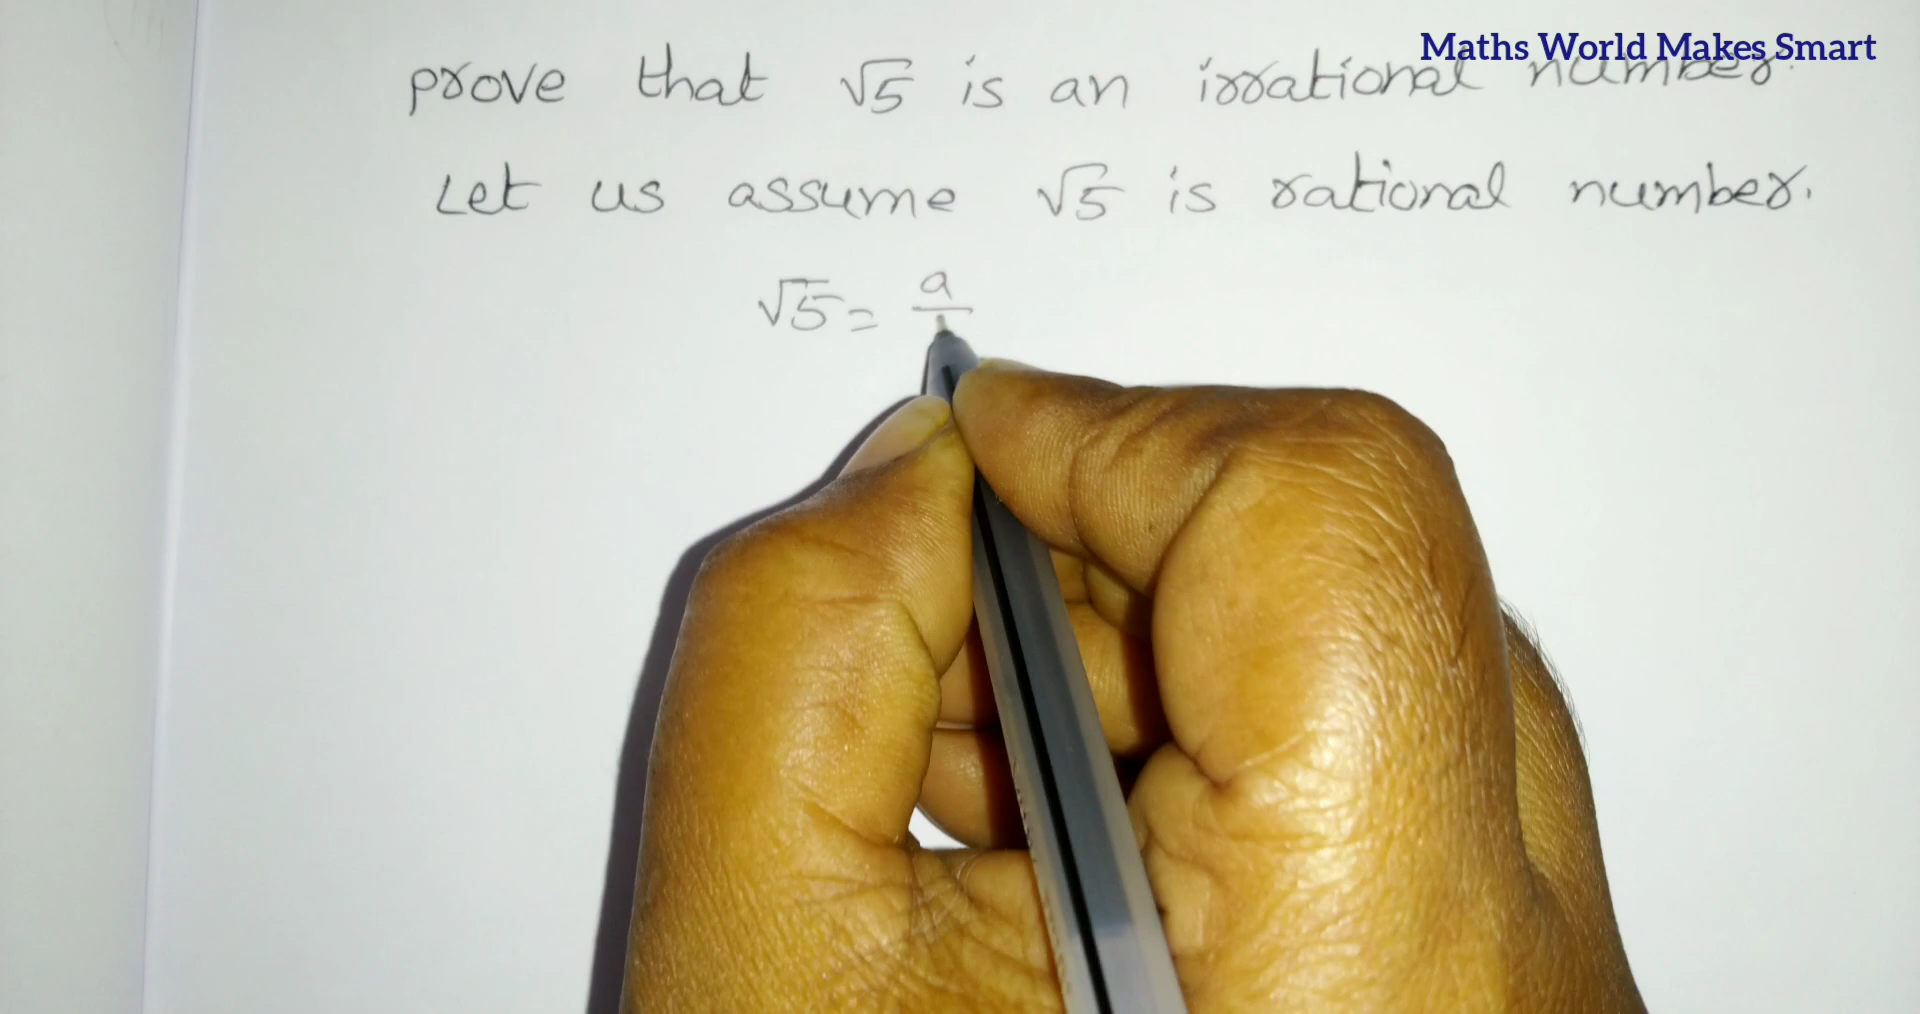 Maths World Makes Smart
prove that √5 is an irrational number.
Let us assume √5 is rational number.
√5 = a